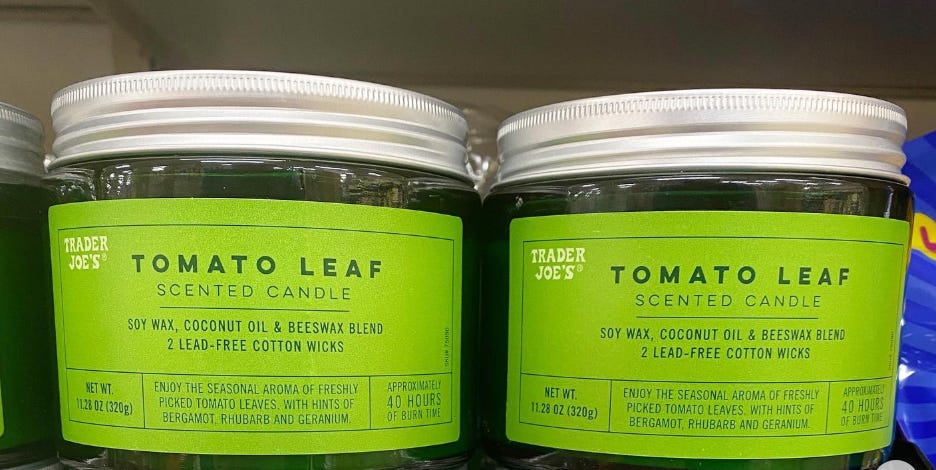 TRADER
JOE'S®
TOMATO LEAF
SCENTED CANDLE
SOY WAX, COCONUT OIL & BEESWAX BLEND
2 LEAD-FREE COTTON WICKS
NET WT.
11.28 OZ (320g)
ENJOY THE SEASONAL AROMA OF FRESHLY
PICKED TOMATO LEAVES, WITH HINTS OF
BERGAMOT, RHUBARB AND GERANIUM.
APPROXIMATELY
40 HOURS
OF BURN TIME
TRADER
JOE'S®
TOMATO LEAF
SCENTED CANDLE
SOY WAX, COCONUT OIL & BEESWAX BLEND
2 LEAD-FREE COTTON WICKS
NET WT.
11.28 OZ (320g)
ENJOY THE SEASONAL AROMA OF FRESHLY
PICKED TOMATO LEAVES, WITH HINTS OF
BERGAMOT, RHUBARB AND GERANIUM.
APPROXIMATELY
40 HOURS
OF BURN TIME